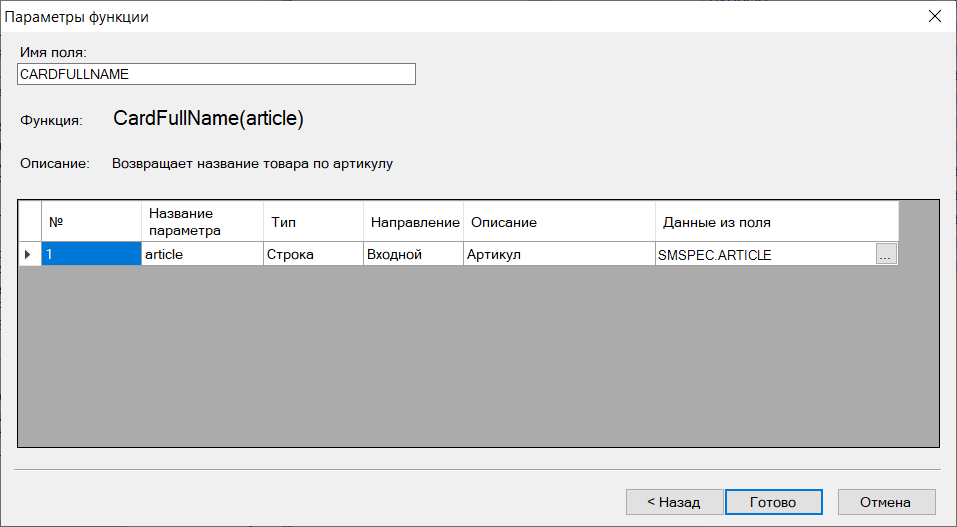 Параметры функции
Имя поля:
CARDFULLNAME
Функция: CardFullName(article)
Описание: Возвращает название товара по артикулу
№ Название параметра Тип Направление Описание Данные из поля
1 article Строка Входной Артикул SMSPEC.ARTICLE ...
< Назад Готово Отмена